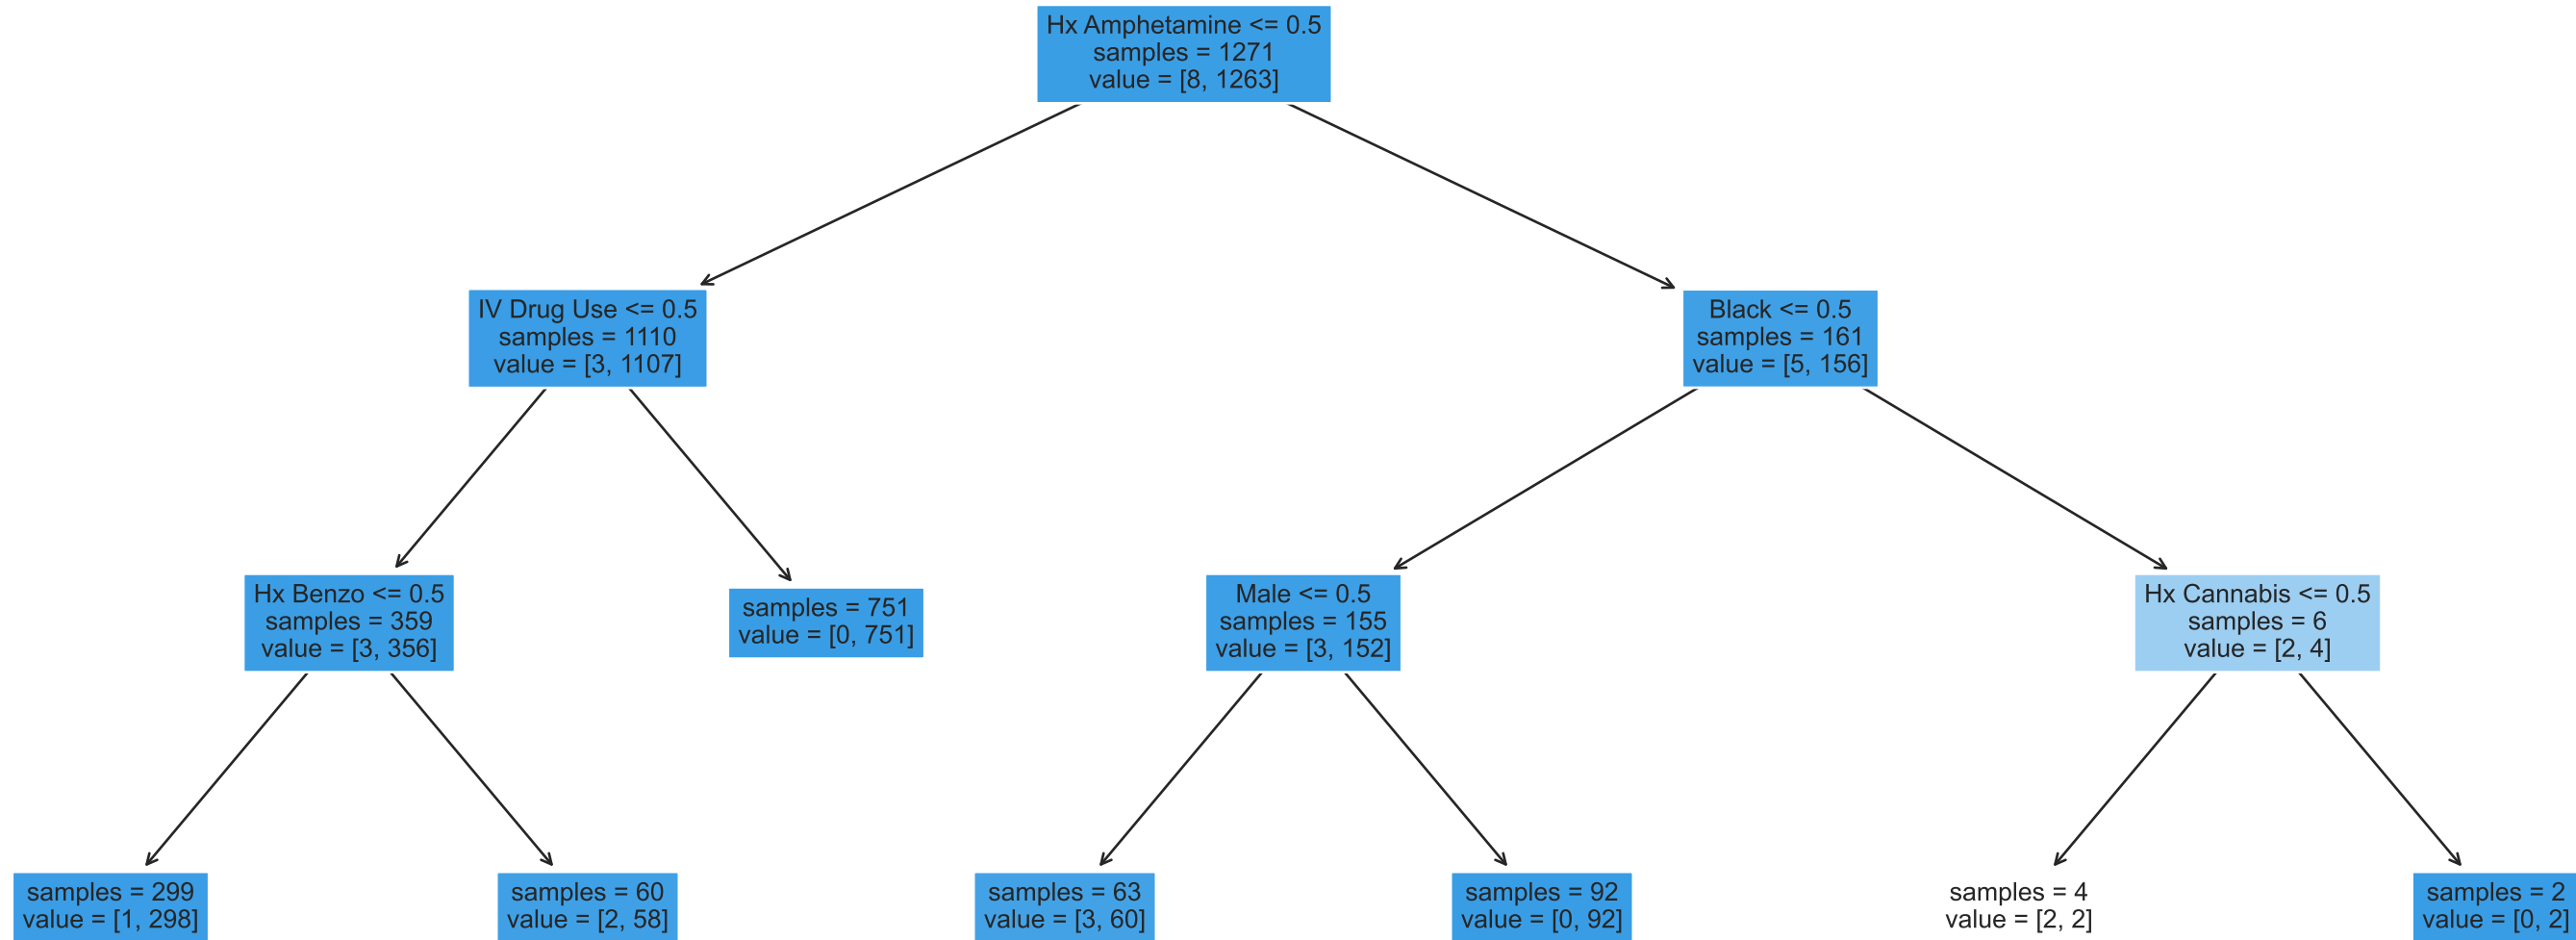 Hx Amphetamine <= 0.5
samples = 1271
value = [8, 1263]
IV Drug Use <= 0.5
samples = 1110
value = [3, 1107]
Black <= 0.5
samples = 161
value = [5, 156]
Hx Benzo <= 0.5
samples = 359
value = [3, 356]
samples = 751
value = [0, 751]
Male <= 0.5
samples = 155
value = [3, 152]
Hx Cannabis <= 0.5
samples = 6
value = [2, 4]
samples = 299
value = [1, 298]
samples = 60
value = [2, 58]
samples = 63
value = [3, 60]
samples = 92
value = [0, 92]
samples = 4
value = [2, 2]
samples = 2
value = [0, 2]